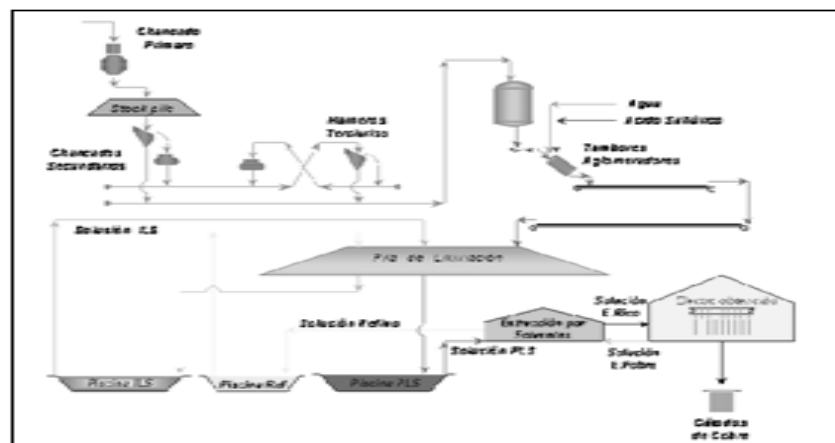 Chancado
Primario
Stock pile
Harneros
Terciarios
Agua
Acido Sulfúrico
Tambores
Aglomeradores
Chancados
Secundarios
Solución ILS
Pila de Lixiviación
Solución
E.Rico
Electro obtención
Extracción por
Solventes
Solución Refino
Solución PLS
Solución
E.Pobre
Piscina ILS
Piscina Ref
Piscina PLS
Cátodos
de Cobre